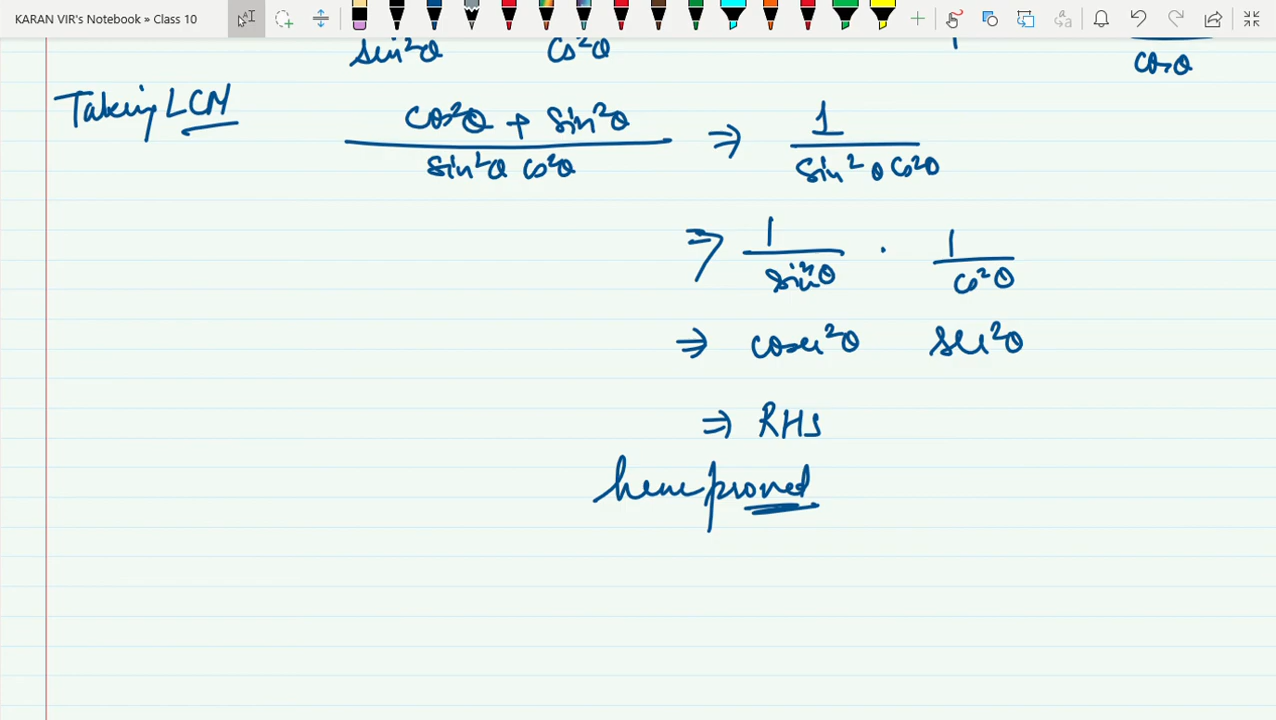 KARAN VIR's Notebook » Class 10
sin²θ cos²θ cosθ
Taking LCM
cos²θ + sin²θ / sin²θ cos²θ ⇒ 1 / sin²θ cos²θ
⇒ 1 / sin²θ · 1 / cos²θ
⇒ cosec²θ sec²θ
⇒ RHS
hence proved